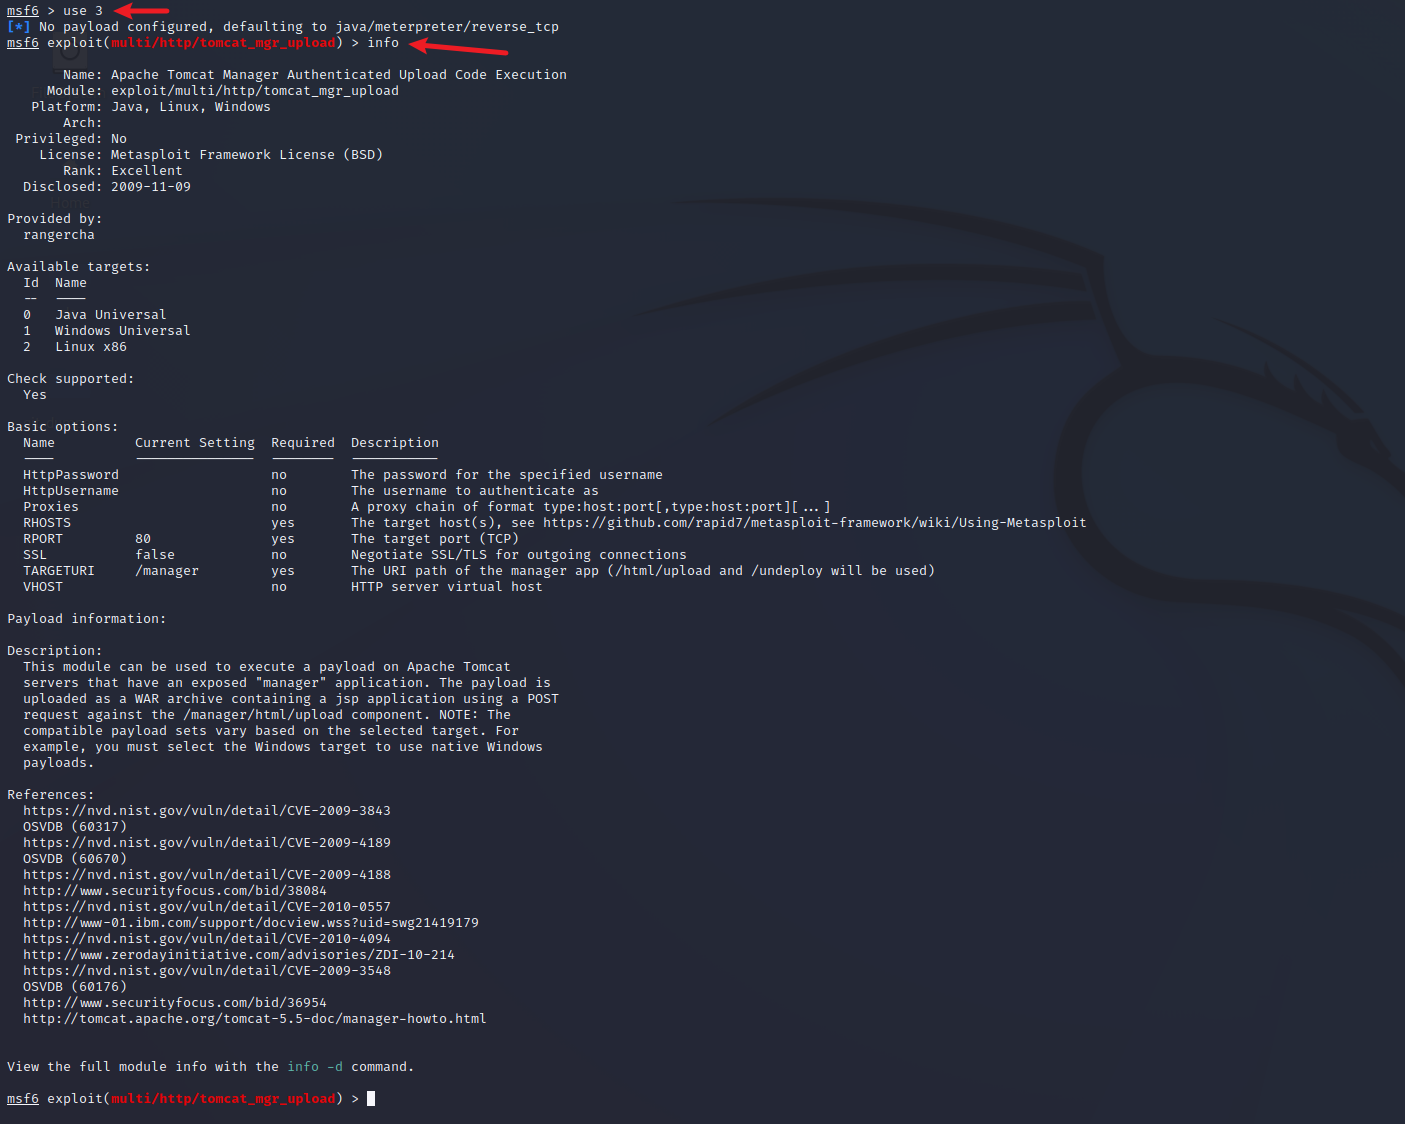 msf6 > use 3
[*] No payload configured, defaulting to java/meterpreter/reverse_tcp
msf6 exploit(multi/http/tomcat_mgr_upload) > info
Name: Apache Tomcat Manager Authenticated Upload Code Execution
Module: exploit/multi/http/tomcat_mgr_upload
Platform: Java, Linux, Windows
Arch:
Privileged: No
License: Metasploit Framework License (BSD)
Rank: Excellent
Disclosed: 2009-11-09
Home
Provided by:
rangercha
Available targets:
Id  Name
--  ----
0   Java Universal
1   Windows Universal
2   Linux x86
Check supported:
Yes
Basic options:
Name          Current Setting  Required  Description
----          ---------------  --------  -----------
HttpPassword                   no        The password for the specified username
HttpUsername                   no        The username to authenticate as
Proxies                        no        A proxy chain of format type:host:port[,type:host:port][...]
RHOSTS                         yes       The target host(s), see https://github.com/rapid7/metasploit-framework/wiki/Using-Metasploit
RPORT         80               yes       The target port (TCP)
SSL           false            no        Negotiate SSL/TLS for outgoing connections
TARGETURI     /manager         yes       The URI path of the manager app (/html/upload and /undeploy will be used)
VHOST                          no        HTTP server virtual host
Payload information:
Description:
This module can be used to execute a payload on Apache Tomcat
servers that have an exposed "manager" application. The payload is
uploaded as a WAR archive containing a jsp application using a POST
request against the /manager/html/upload component. NOTE: The
compatible payload sets vary based on the selected target. For
example, you must select the Windows target to use native Windows
payloads.
References:
https://nvd.nist.gov/vuln/detail/CVE-2009-3843
OSVDB (60317)
https://nvd.nist.gov/vuln/detail/CVE-2009-4189
OSVDB (60670)
https://nvd.nist.gov/vuln/detail/CVE-2009-4188
http://www.securityfocus.com/bid/38084
https://nvd.nist.gov/vuln/detail/CVE-2010-0557
http://www-01.ibm.com/support/docview.wss?uid=swg21419179
https://nvd.nist.gov/vuln/detail/CVE-2010-4094
http://www.zerodayinitiative.com/advisories/ZDI-10-214
https://nvd.nist.gov/vuln/detail/CVE-2009-3548
OSVDB (60176)
http://www.securityfocus.com/bid/36954
http://tomcat.apache.org/tomcat-5.5-doc/manager-howto.html
View the full module info with the info -d command.
msf6 exploit(multi/http/tomcat_mgr_upload) >